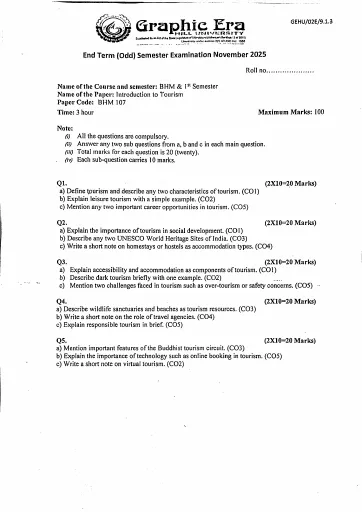 GEHU/02E/9.1.3
Graphic Era
HILL UNIVERSITY
End Term (Odd) Semester Examination November 2025
Roll no......................
Name of the Course and semester: BHM & 1st Semester
Name of the Paper: Introduction to Tourism
Paper Code: BHM 107
Time: 3 hour Maximum Marks: 100
Note:
(i) All the questions are compulsory.
(ii) Answer any two sub questions from a, b and c in each main question.
(iii) Total marks for each question is 20 (twenty).
(iv) Each sub-question carries 10 marks.
Q1. (2X10=20 Marks)
a) Define tourism and describe any two characteristics of tourism. (CO1)
b) Explain leisure tourism with a simple example. (CO2)
c) Mention any two important career opportunities in tourism. (CO5)
Q2. (2X10=20 Marks)
a) Explain the importance of tourism in social development. (CO1)
b) Describe any two UNESCO World Heritage Sites of India. (CO3)
c) Write a short note on homestays or hostels as accommodation types. (CO4)
Q3. (2X10=20 Marks)
a) Explain accessibility and accommodation as components of tourism. (CO1)
b) Describe dark tourism briefly with one example. (CO2)
c) Mention two challenges faced in tourism such as over-tourism or safety concerns. (CO5)
Q4. (2X10=20 Marks)
a) Describe wildlife sanctuaries and beaches as tourism resources. (CO3)
b) Write a short note on the role of travel agencies. (CO4)
c) Explain responsible tourism in brief. (CO5)
Q5. (2X10=20 Marks)
a) Mention important features of the Buddhist tourism circuit. (CO3)
b) Explain the importance of technology such as online booking in tourism. (CO5)
c) Write a short note on virtual tourism. (CO2)